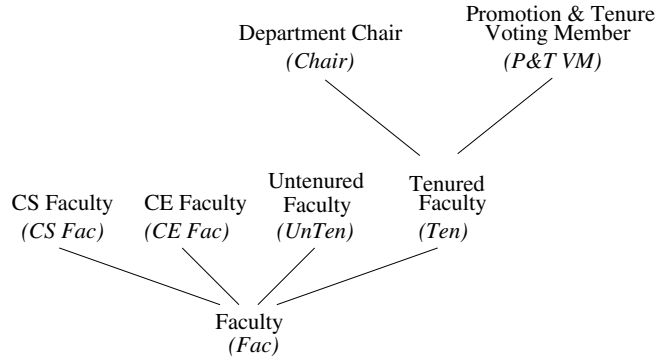 Department Chair
(Chair)
Promotion & Tenure
Voting Member
(P&T VM)
CS Faculty
(CS Fac)
CE Faculty
(CE Fac)
Untenured
Faculty
(UnTen)
Tenured
Faculty
(Ten)
Faculty
(Fac)